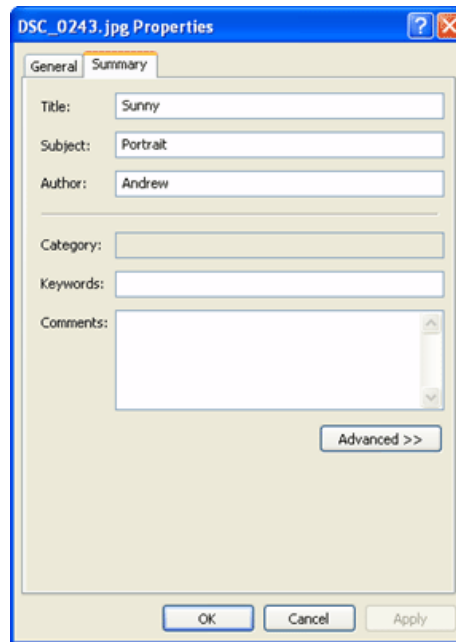 DSC_0243.jpg Properties
General Summary
Title: Sunny
Subject: Portrait
Author: Andrew
Category:
Keywords:
Comments:
Advanced >>
OK Cancel Apply